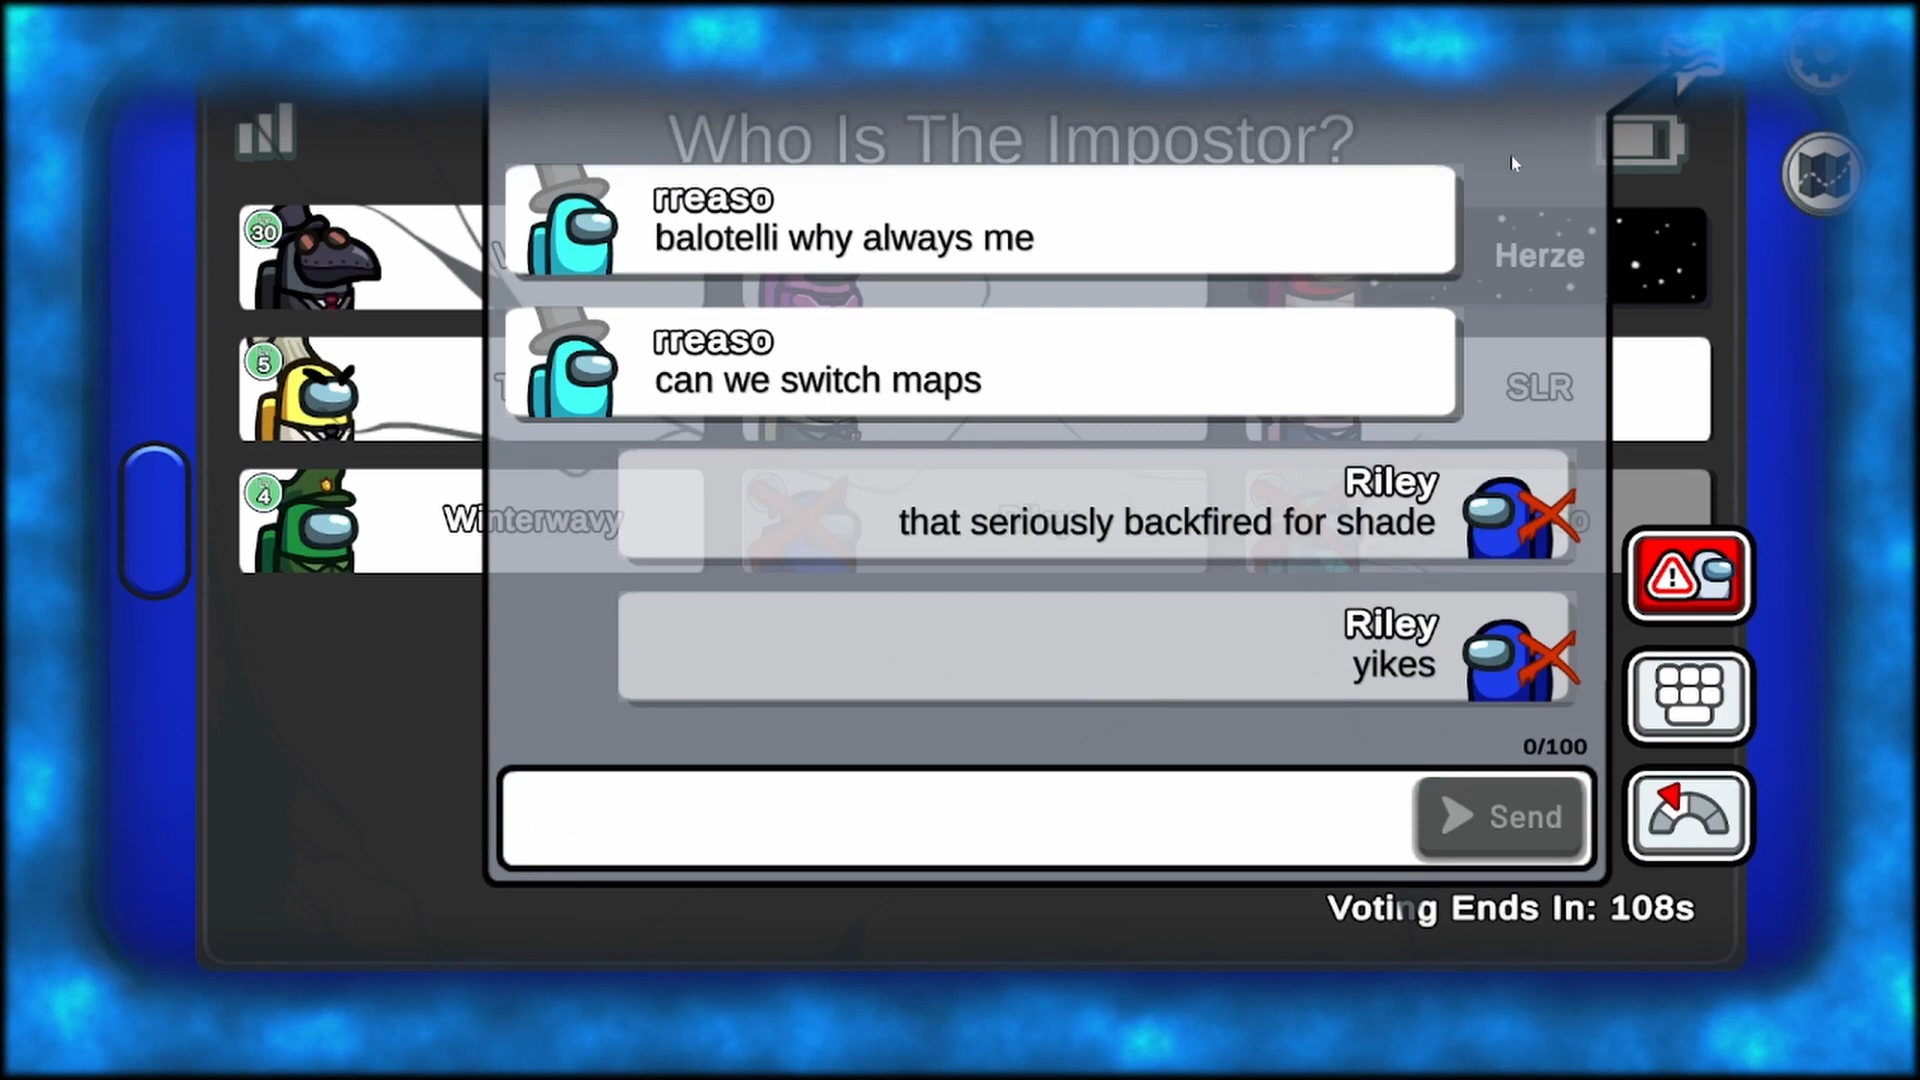 Who Is The Impostor?
30
rreaso
balotelli why always me
Herze
5
rreaso
can we switch maps
SLR
4
Winterwavy
Riley
that seriously backfired for shade
Riley
yikes
0/100
Send
Voting Ends In: 108s